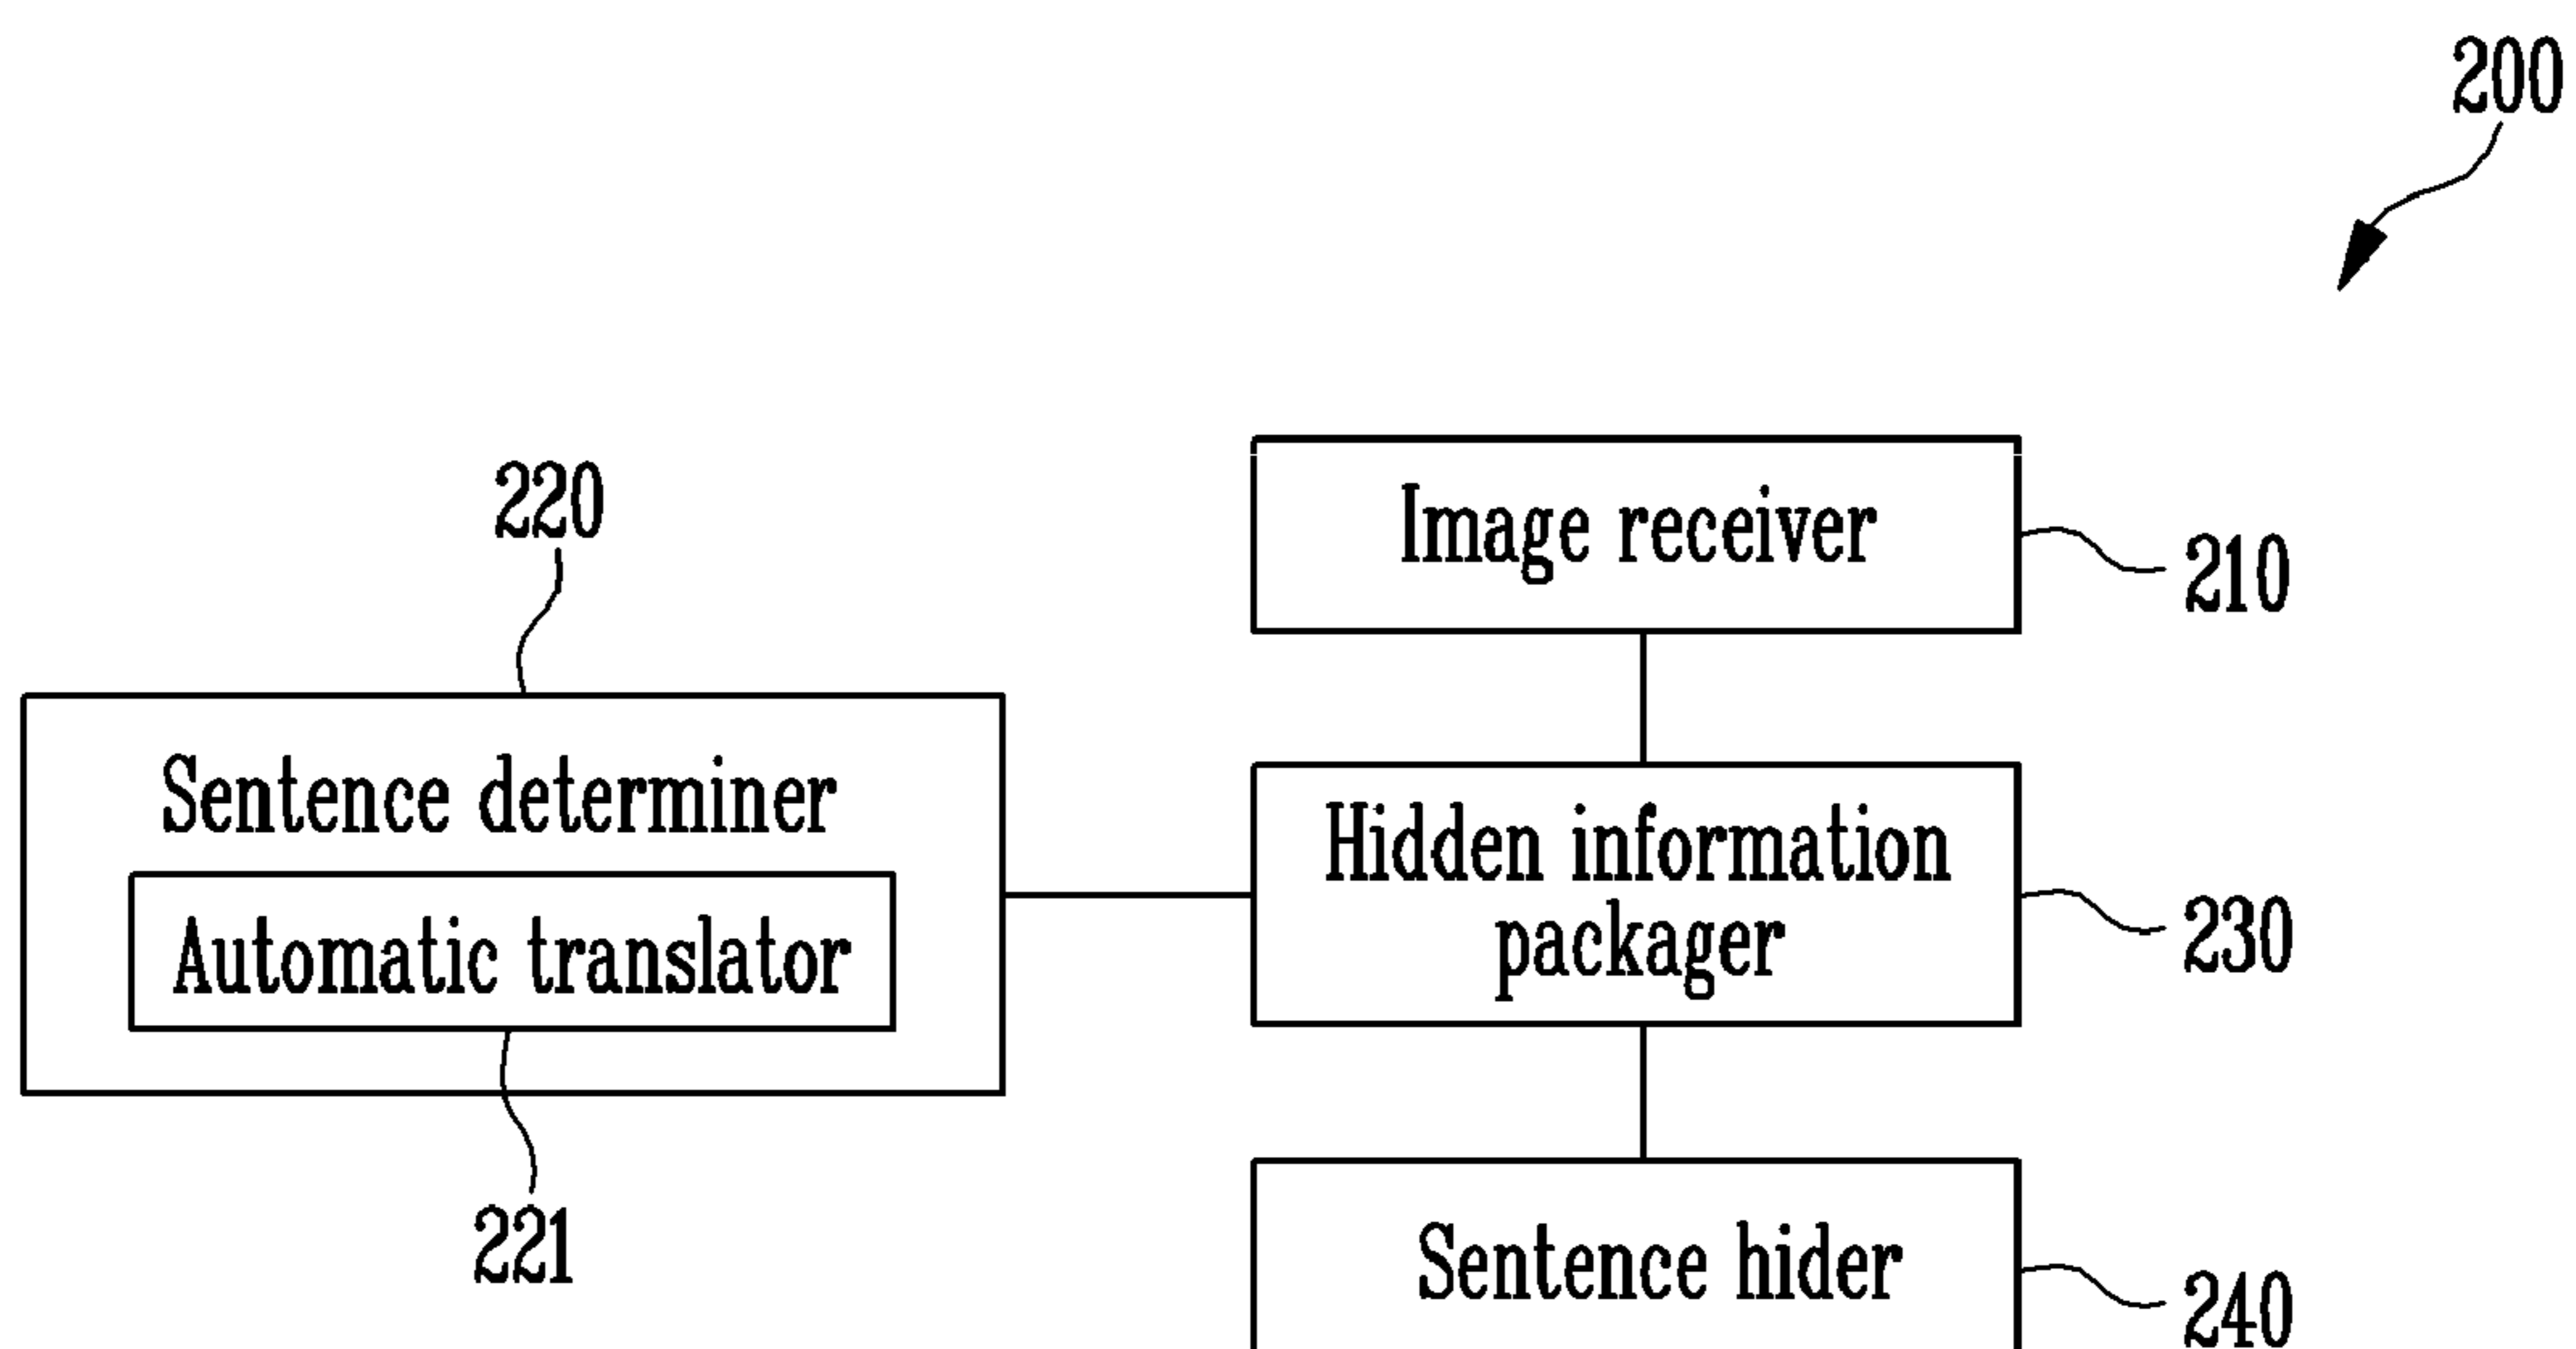 200
220
Image receiver
210
Sentence determiner
Hidden information
packager
230
Automatic translator
221
Sentence hider
240